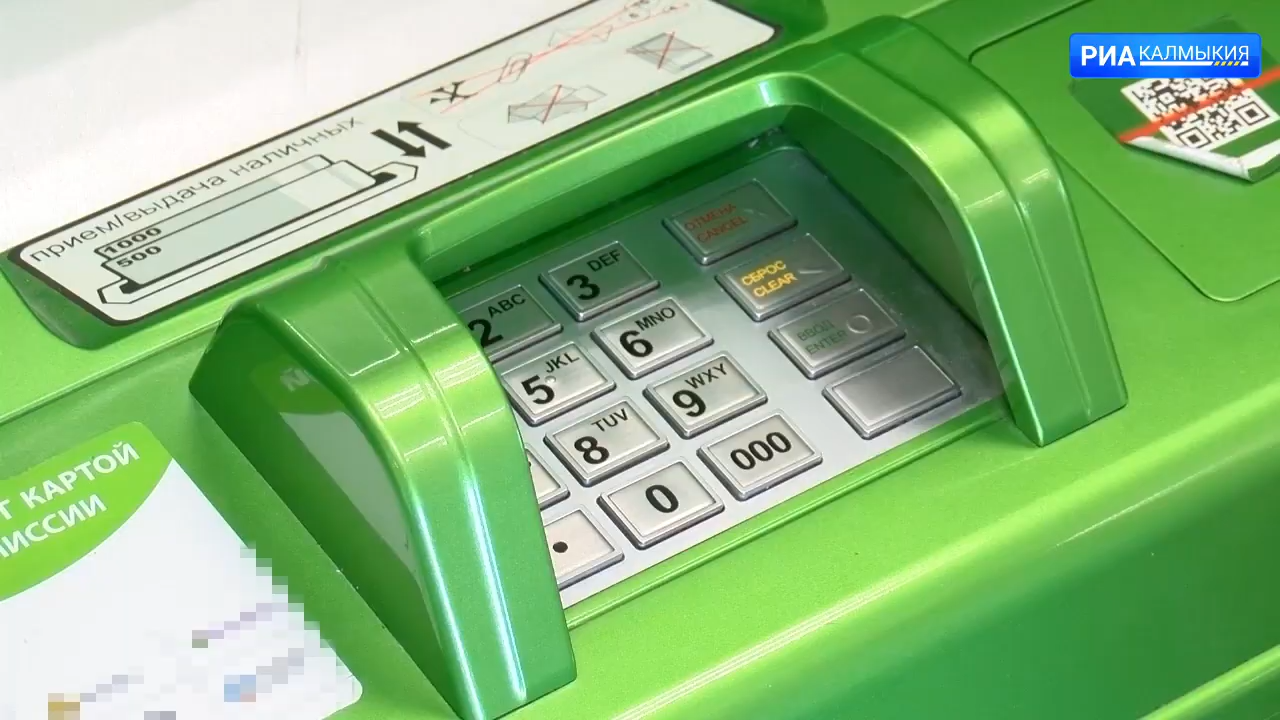 РИА КАЛМЫКИЯ
прием/выдача наличных
1000
500
ОТМЕНА
CANCEL
3 DEF
СБРОС
CLEAR
2 ABC
6 MNO
ВВОД
ENTER
5 JKL
9 WXY
8 TUV
000
0
Т КАРТОЙ
ИССИИ